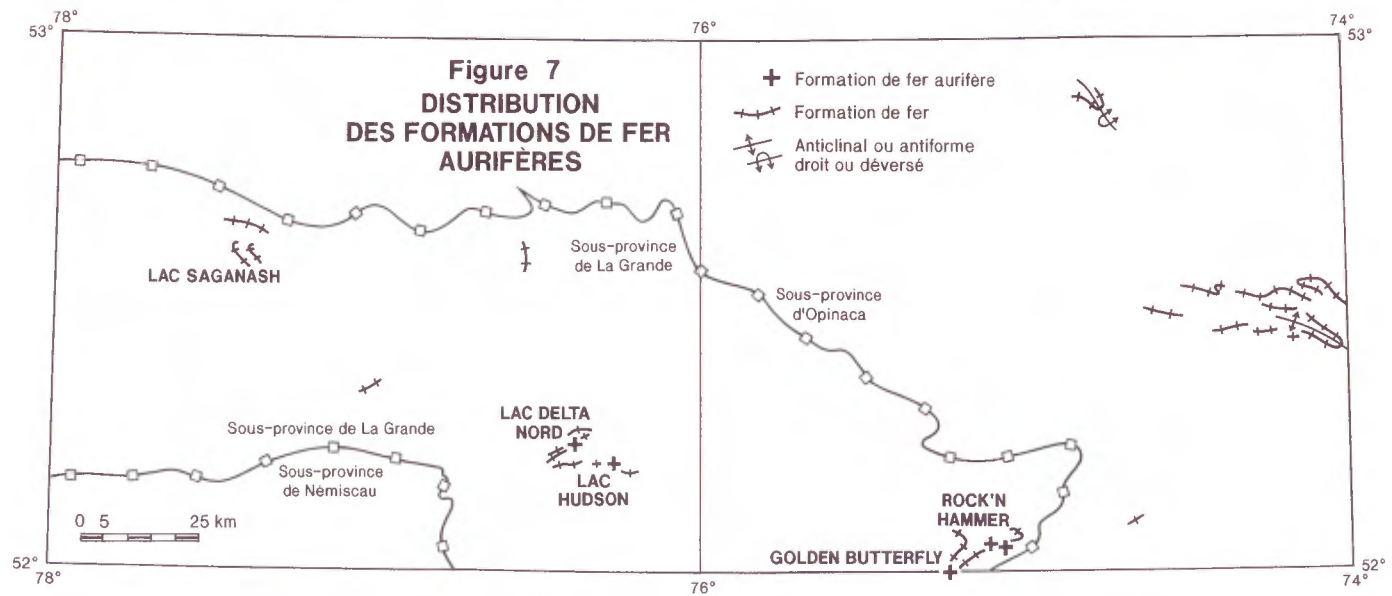 78°
76°
74°
53°
53°
Figure 7
DISTRIBUTION
DES FORMATIONS DE FER
AURIFÈRES
Formation de fer aurifère
Formation de fer
Anticlinal ou antiforme
droit ou déversé
LAC SAGANASH
Sous-province
de La Grande
Sous-province
d'Opinaca
LAC DELTA
NORD
LAC
HUDSON
Sous-province de La Grande
Sous-province
de Némiscau
0 5 25 km
ROCK'N
HAMMER
GOLDEN BUTTERFLY
52°
52°
78°
76°
74°